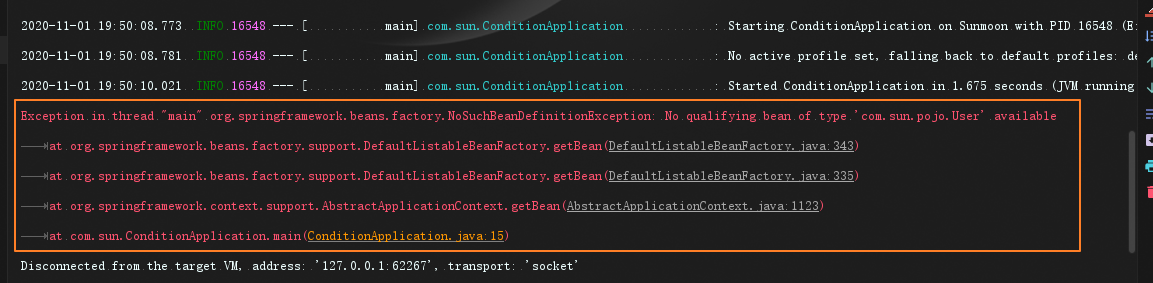 2020-11-01 19:50:08.773  INFO 16548 --- [           main] com.sun.ConditionApplication             : Starting ConditionApplication on Sunmoon with PID 16548 (E:
2020-11-01 19:50:08.781  INFO 16548 --- [           main] com.sun.ConditionApplication             : No active profile set, falling back to default profiles: de
2020-11-01 19:50:10.021  INFO 16548 --- [           main] com.sun.ConditionApplication             : Started ConditionApplication in 1.675 seconds (JVM running
Exception in thread "main" org.springframework.beans.factory.NoSuchBeanDefinitionException: No qualifying bean of type 'com.sun.pojo.User' available
at org.springframework.beans.factory.support.DefaultListableBeanFactory.getBean(DefaultListableBeanFactory.java:343)
at org.springframework.beans.factory.support.DefaultListableBeanFactory.getBean(DefaultListableBeanFactory.java:335)
at org.springframework.context.support.AbstractApplicationContext.getBean(AbstractApplicationContext.java:1123)
at com.sun.ConditionApplication.main(ConditionApplication.java:15)
Disconnected from the target VM, address: '127.0.0.1:62267', transport: 'socket'